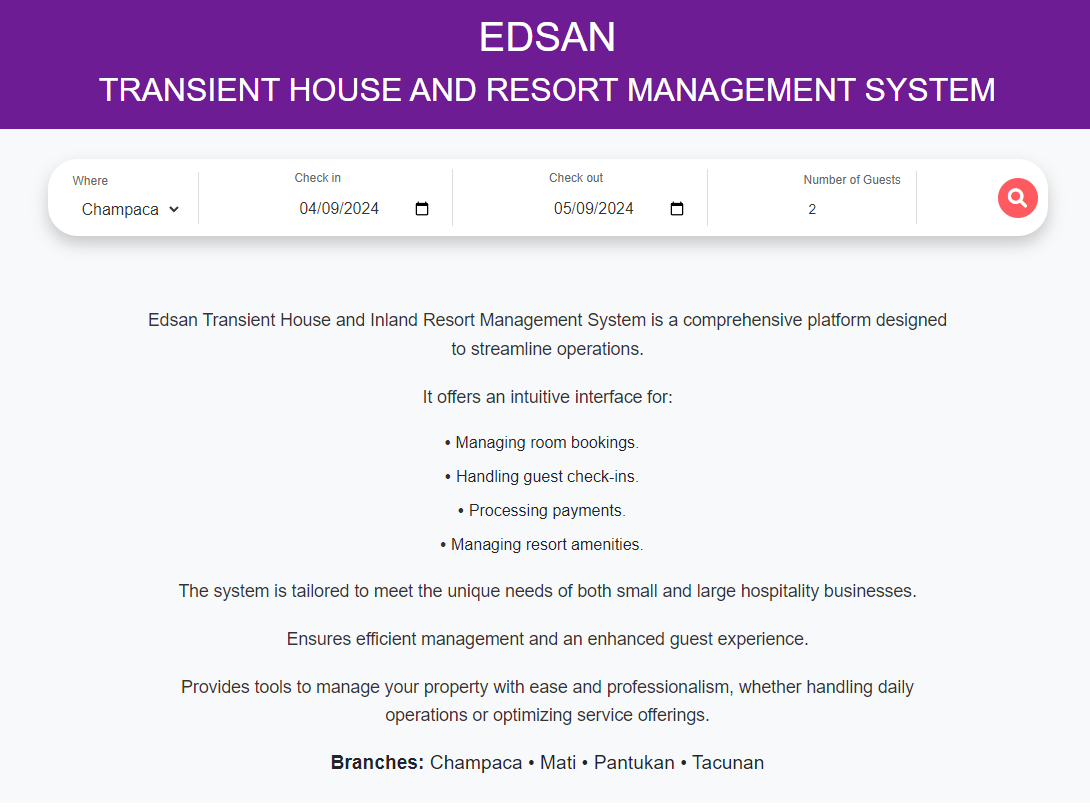 EDSAN
TRANSIENT HOUSE AND RESORT MANAGEMENT SYSTEM
Where
Check in
Check out
Number of Guests
Champaca
04/09/2024
05/09/2024
2
Edsan Transient House and Inland Resort Management System is a comprehensive platform designed
to streamline operations.
It offers an intuitive interface for:
• Managing room bookings.
• Handling guest check-ins.
• Processing payments.
• Managing resort amenities.
The system is tailored to meet the unique needs of both small and large hospitality businesses.
Ensures efficient management and an enhanced guest experience.
Provides tools to manage your property with ease and professionalism, whether handling daily
operations or optimizing service offerings.
Branches: Champaca • Mati • Pantukan • Tacunan